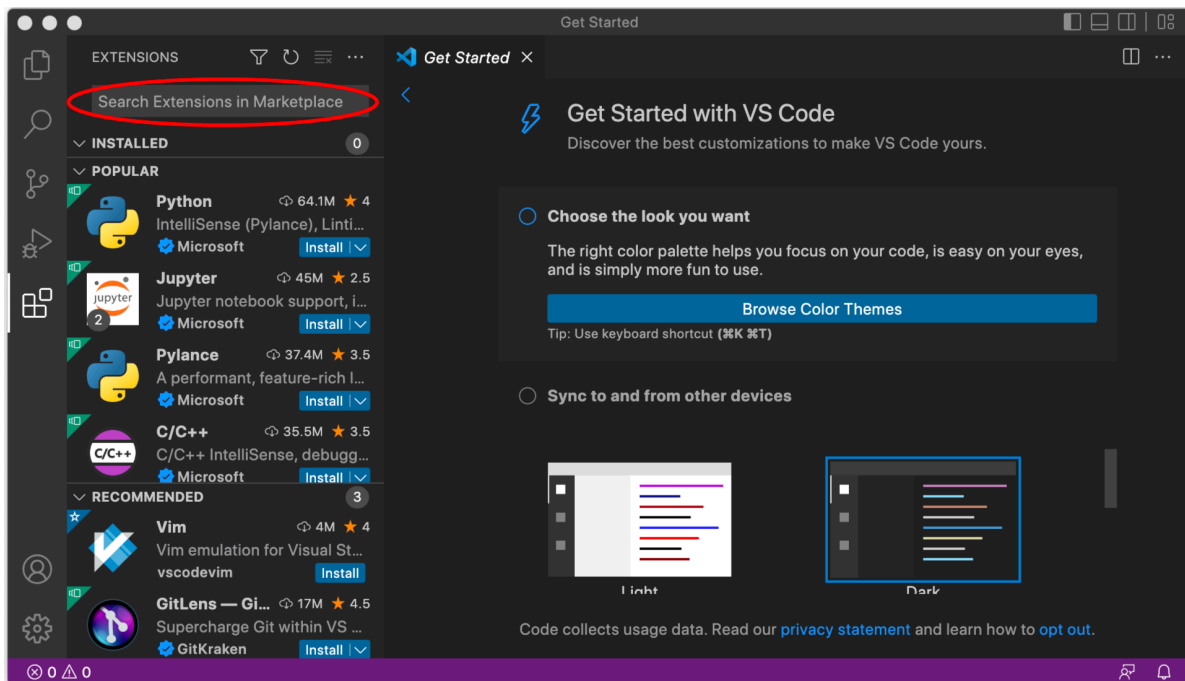 Get Started
EXTENSIONS
Get Started
Search Extensions in Marketplace
INSTALLED
0
POPULAR
Python 64.1M ★ 4
IntelliSense (Pylance), Linti...
Microsoft Install
Jupyter 45M ★ 2.5
Jupyter notebook support, i...
Microsoft Install
jupyter
2
Pylance 37.4M ★ 3.5
A performant, feature-rich l...
Microsoft Install
C/C++ 35.5M ★ 3.5
C/C++ IntelliSense, debugg...
Microsoft Install
C/C++
RECOMMENDED
3
Vim 4M ★ 4
Vim emulation for Visual St...
vscodevim Install
GitLens — Gi... 17M ★ 4.5
Supercharge Git within VS ...
GitKraken Install
Get Started with VS Code
Discover the best customizations to make VS Code yours.
Choose the look you want
The right color palette helps you focus on your code, is easy on your eyes,
and is simply more fun to use.
Browse Color Themes
Tip: Use keyboard shortcut (⌘K ⌘T)
Sync to and from other devices
Light
Dark
Code collects usage data. Read our privacy statement and learn how to opt out.
0 0